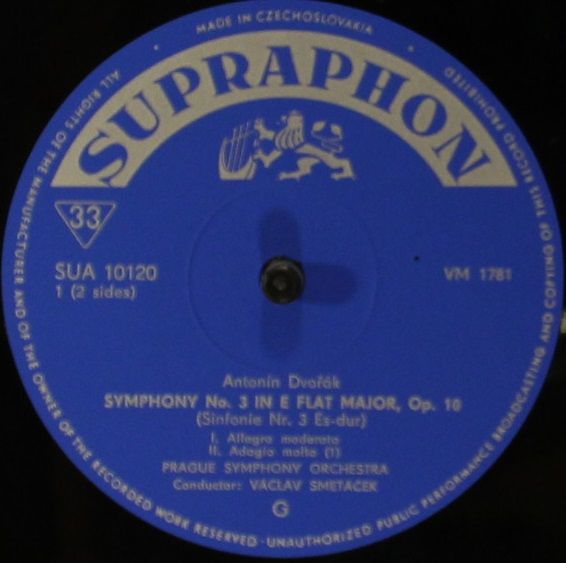 MADE IN CZECHOSLOVAKIA
ALL RIGHTS OF THE MANUFACTURER AND OF THE OWNER OF THE RECORDED WORK RESERVED · UNAUTHORIZED PUBLIC PERFORMANCE BROADCASTING AND COPYING OF THIS RECORD PROHIBITED
SUPRAPHON
33
SUA 10120
VM 1781
1 (2 sides)
Antonín Dvořák
SYMPHONY No. 3 IN E FLAT MAJOR, Op. 10
(Sinfonie Nr. 3 Es-dur)
I. Allegro moderato
II. Adagio molto (1)
PRAGUE SYMPHONY ORCHESTRA
Conductor: VÁCLAV SMETÁČEK
G